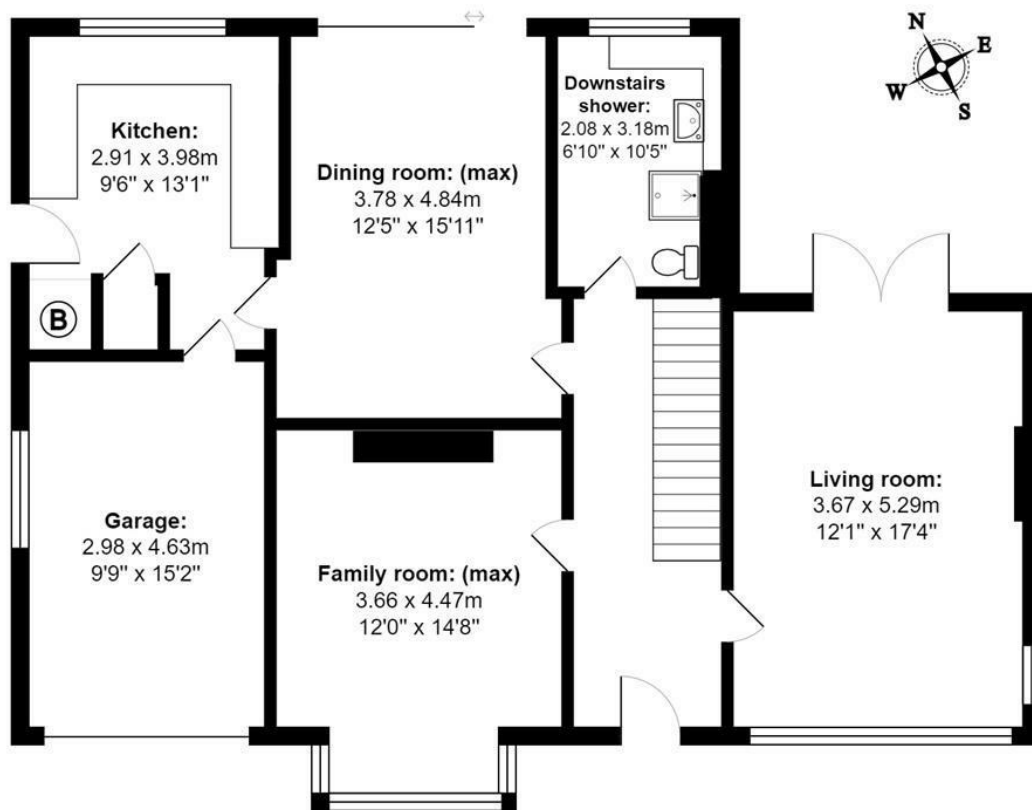 N
E
W
S
Downstairs
shower:
2.08 x 3.18m
6'10" x 10'5"
Kitchen:
2.91 x 3.98m
9'6" x 13'1"
Dining room: (max)
3.78 x 4.84m
12'5" x 15'11"
B
Living room:
3.67 x 5.29m
12'1" x 17'4"
Garage:
2.98 x 4.63m
9'9" x 15'2"
Family room: (max)
3.66 x 4.47m
12'0" x 14'8"